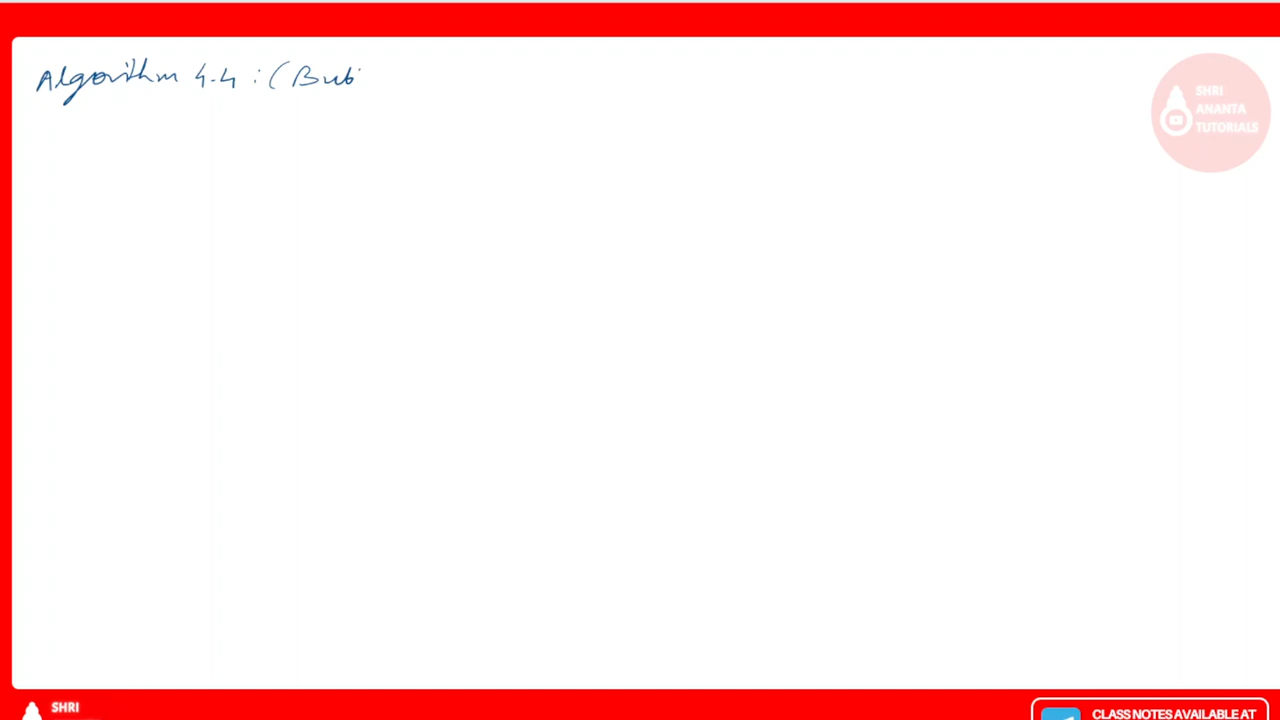 Algorithm 4.4 : (Bub
SHRI
ANANTA
TUTORIALS
SHRI
CLASS NOTES AVAILABLE AT